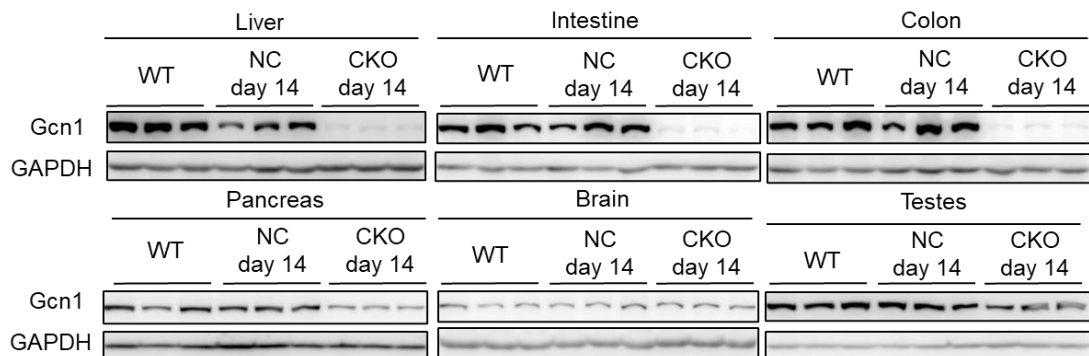 Liver Intestine Colon
WT NC day 14 CKO day 14 WT NC day 14 CKO day 14 WT NC day 14 CKO day 14
Gcn1
GAPDH
Pancreas Brain Testes
WT NC day 14 CKO day 14 WT NC day 14 CKO day 14 WT NC day 14 CKO day 14
Gcn1
GAPDH